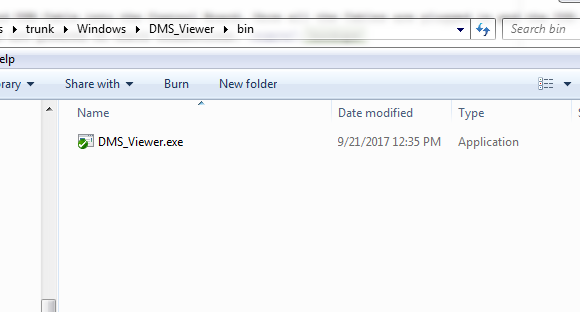 s ▸ trunk ▸ Windows ▸ DMS_Viewer ▸ bin
Search bin
elp
rary Share with Burn New folder
Name Date modified Type
DMS_Viewer.exe 9/21/2017 12:35 PM Application